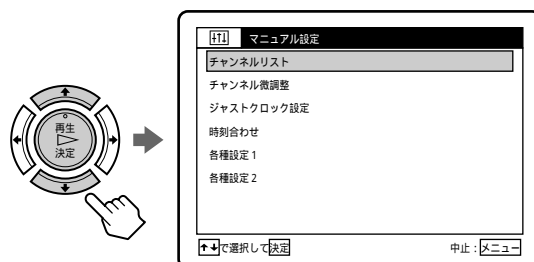 再生
決定
マニュアル設定
チャンネルリスト
チャンネル微調整
ジャストクロック設定
時刻合わせ
各種設定 1
各種設定 2
↑↓で選択して決定
中止：メニュー